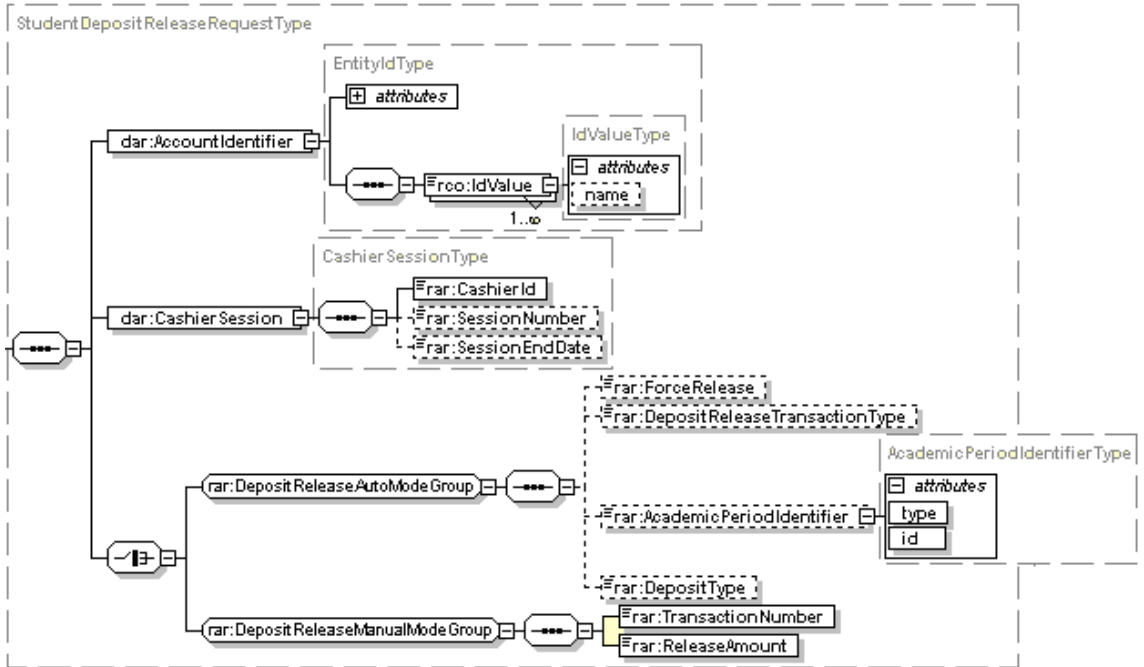 StudentDepositReleaseRequestType
EntityIdType
attributes
dar:AccountIdentifier
IdValueType
attributes
rco:IdValue
name
1..∞
CashierSessionType
rar:CashierId
dar:CashierSession
rar:SessionNumber
rar:SessionEndDate
rar:ForceRelease
rar:DepositReleaseTransactionType
AcademicPeriodIdentifierType
attributes
rar:DepositReleaseAutoModeGroup
rar:AcademicPeriodIdentifier
type
id
rar:DepositType
rar:DepositReleaseManualModeGroup
rar:TransactionNumber
rar:ReleaseAmount